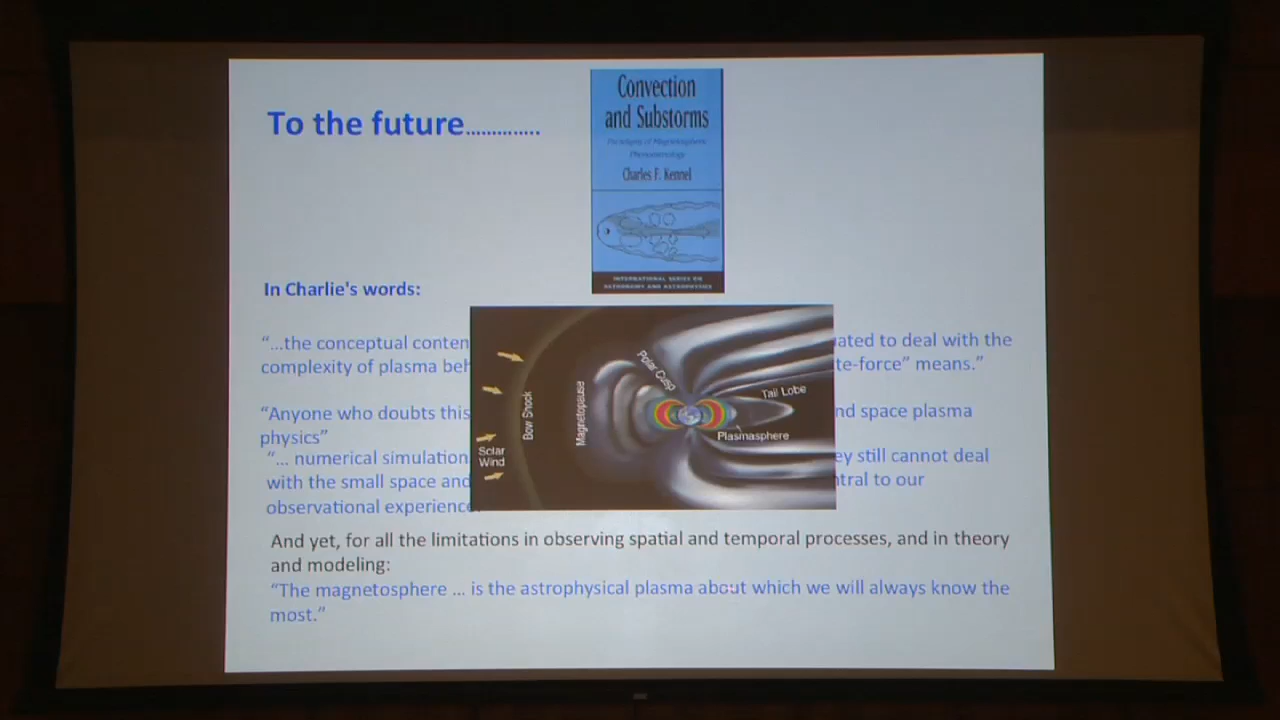 To the future..............
Convection
and Substorms
Paradigms of Magnetospheric
Phenomenology
Charles F. Kennel
INTERNATIONAL SERIES ON
ASTRONOMY AND ASTROPHYSICS
In Charlie's words:
“...the conceptual conten
ated to deal with the
complexity of plasma beh
te-force” means.”
“Anyone who doubts this
nd space plasma
physics”
“... numerical simulation
ey still cannot deal
with the small space and
ntral to our
observational experience
Solar
Wind
Bow Shock
Magnetopause
Polar Cusp
Tail Lobe
Plasmasphere
And yet, for all the limitations in observing spatial and temporal processes, and in theory
and modeling:
“The magnetosphere ... is the astrophysical plasma about which we will always know the
most.”